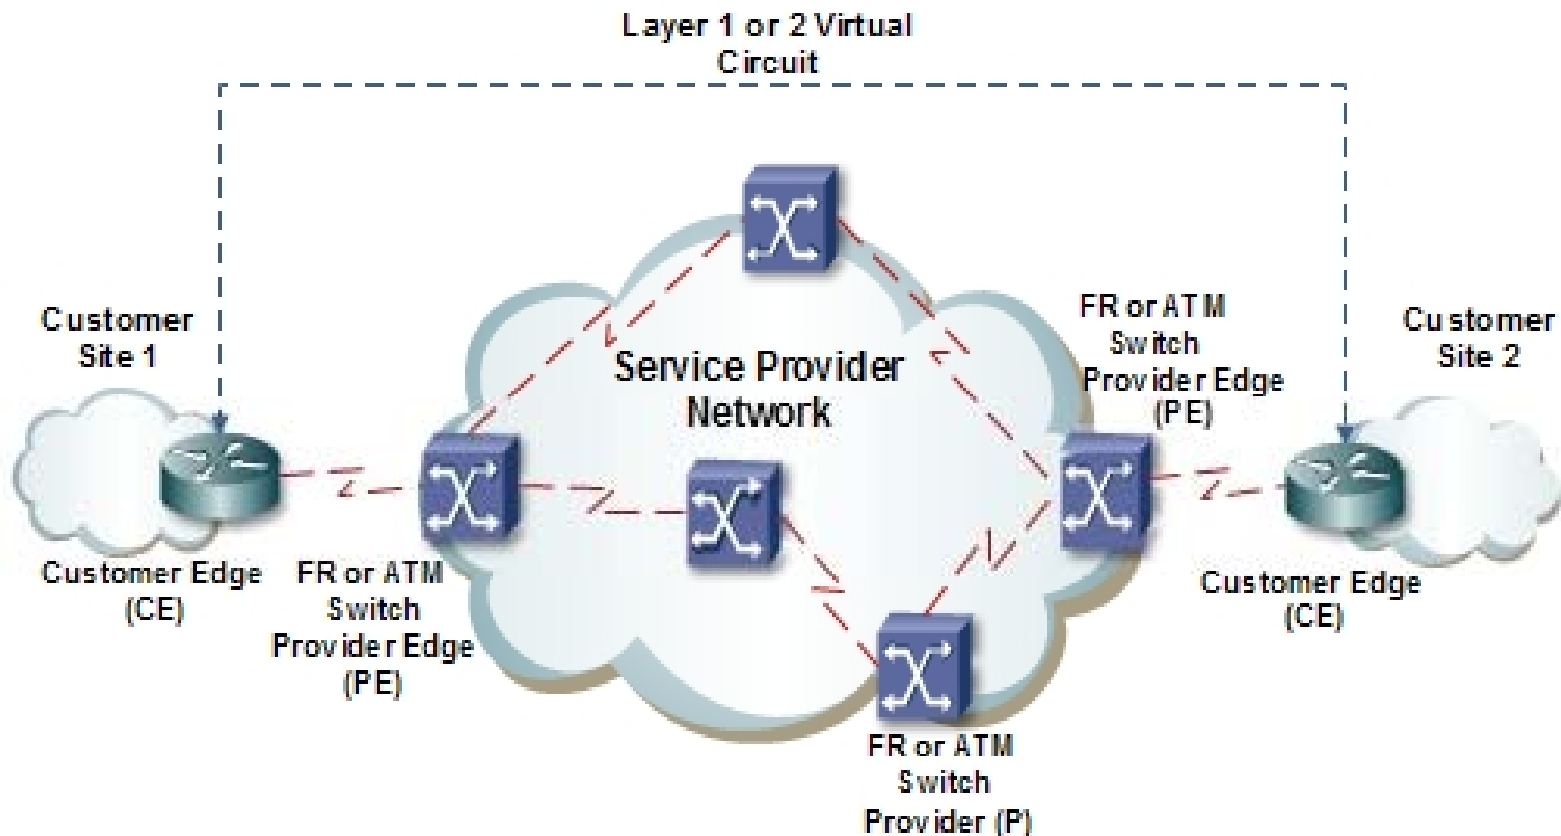 Layer 1 or 2 Virtual
Circuit
Customer
Site 1
Service Provider
Network
FR or ATM
Switch
Provider Edge
(PE)
Customer
Site 2
Customer Edge
(CE)
FR or ATM
Switch
Provider Edge
(PE)
Customer Edge
(CE)
FR or ATM
Switch
Provider (P)